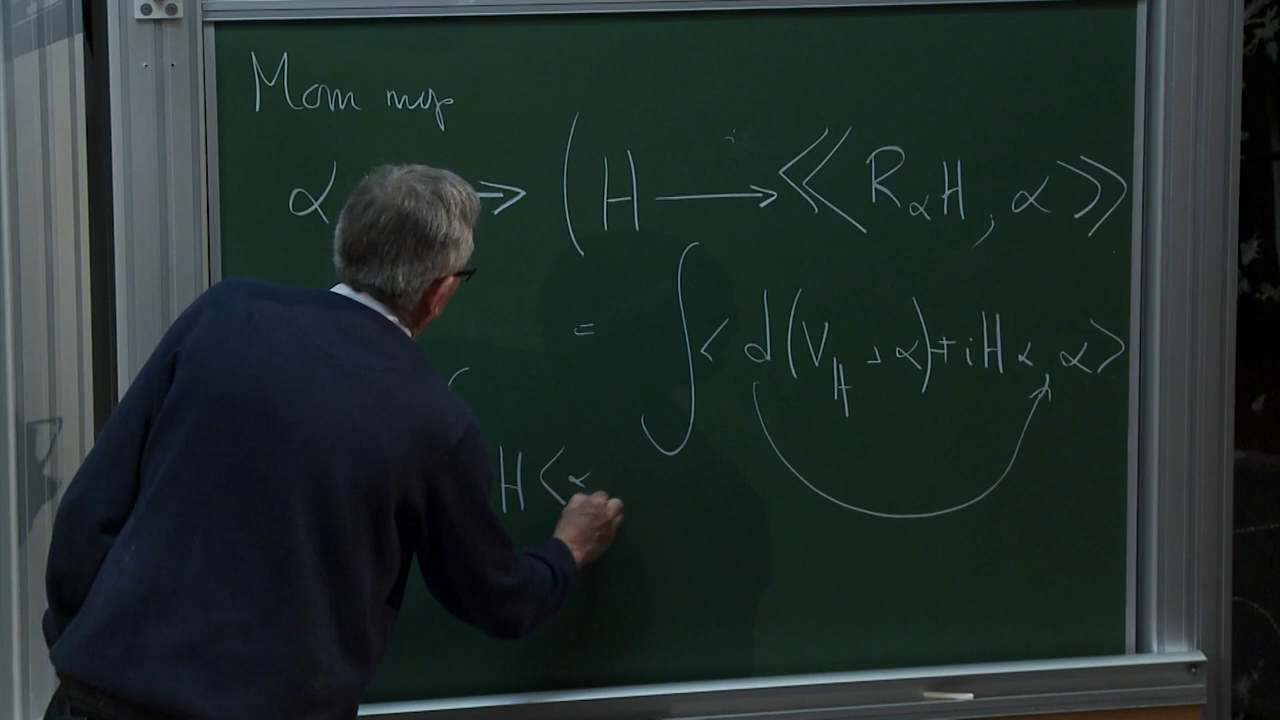 Mom map
α → (H ⟶ ≪ R_α H, α ≫
= ∫ < d(V_H ⌟ α) + iHα, α >
H < α